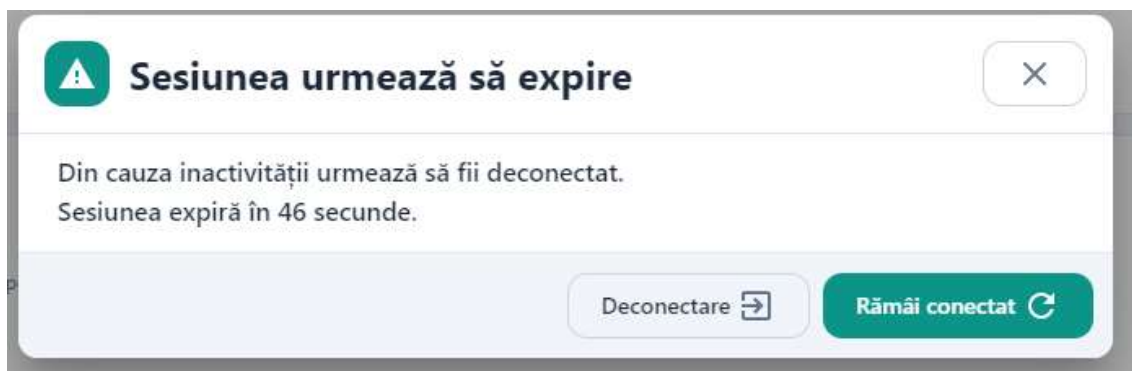 Sesiunea urmează să expire
Din cauza inactivității urmează să fii deconectat.
Sesiunea expiră în 46 secunde.
Deconectare
Rămâi conectat